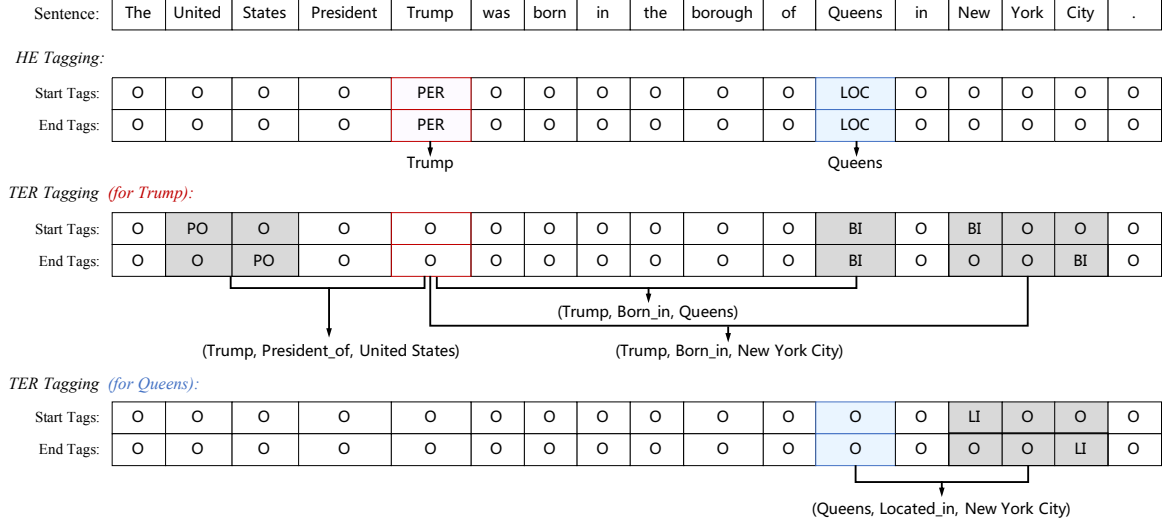 Sentence: The United States President Trump was born in the borough of Queens in New York City .
HE Tagging:
Start Tags: O O O O PER O O O O O O LOC O O O O O
End Tags: O O O O PER O O O O O O LOC O O O O O
Trump Queens
TER Tagging (for Trump):
Start Tags: O PO O O O O O O O O O BI O BI O O O
End Tags: O O PO O O O O O O O O BI O O O BI O
(Trump, Born_in, Queens)
(Trump, President_of, United States) (Trump, Born_in, New York City)
TER Tagging (for Queens):
Start Tags: O O O O O O O O O O O O O LI O O O
End Tags: O O O O O O O O O O O O O O O LI O
(Queens, Located_in, New York City)